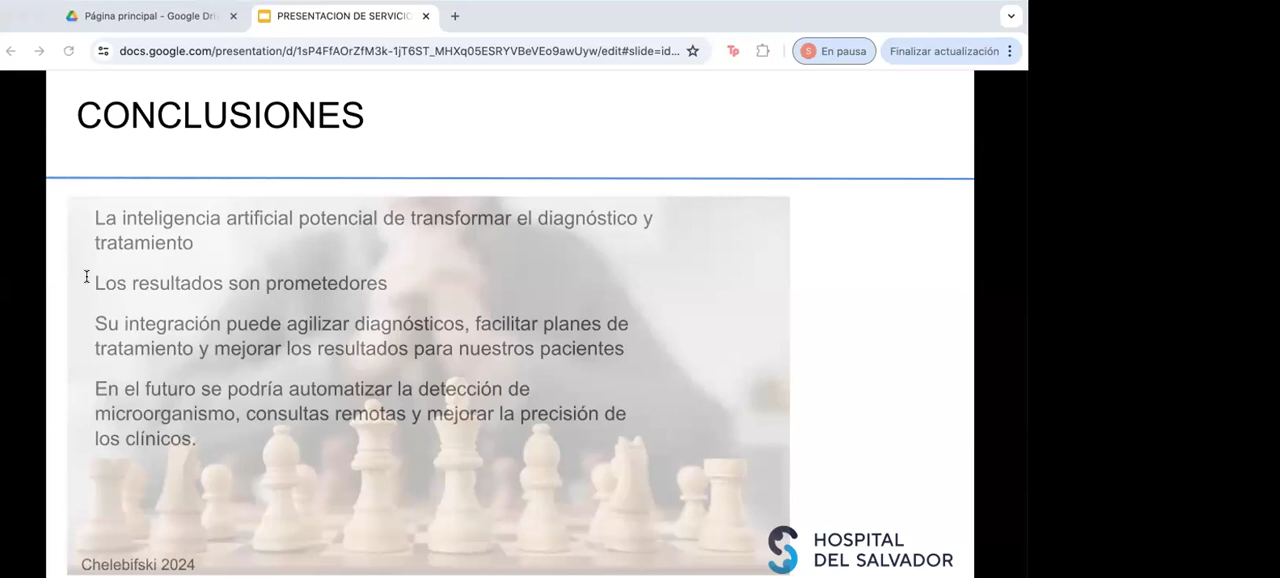 Página principal - Google Dri
PRESENTACION DE SERVICIO
docs.google.com/presentation/d/1sP4FfAOrZfM3k-1jT6ST_MHXq05ESRYVBeVEo9awUyw/edit#slide=id...
Tp
S En pausa
Finalizar actualización
CONCLUSIONES
La inteligencia artificial potencial de transformar el diagnóstico y
tratamiento
Los resultados son prometedores
Su integración puede agilizar diagnósticos, facilitar planes de
tratamiento y mejorar los resultados para nuestros pacientes
En el futuro se podría automatizar la detección de
microorganismo, consultas remotas y mejorar la precisión de
los clínicos.
Chelebifski 2024
HOSPITAL
DEL SALVADOR